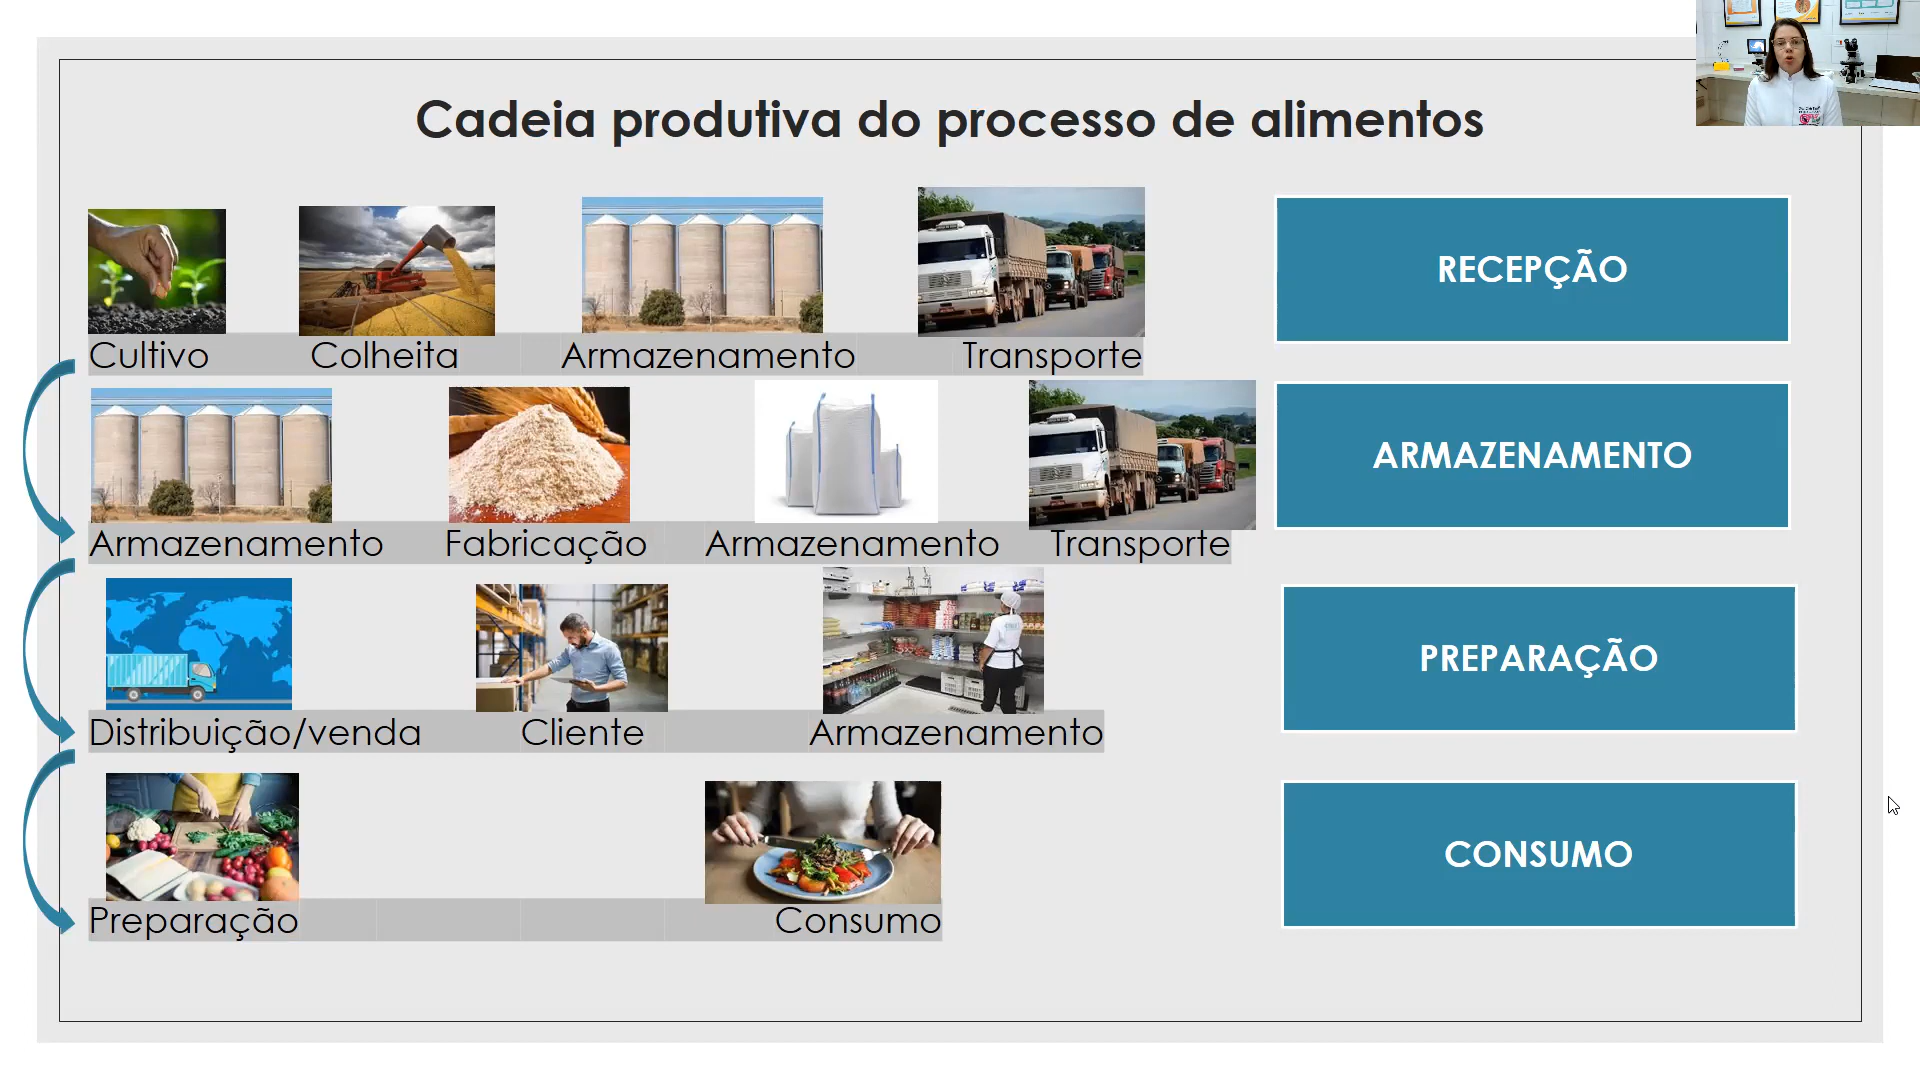 Cadeia produtiva do processo de alimentos
Cultivo Colheita Armazenamento Transporte
Armazenamento Fabricação Armazenamento Transporte
Distribuição/venda Cliente Armazenamento
Preparação Consumo
RECEPÇÃO
ARMAZENAMENTO
PREPARAÇÃO
CONSUMO